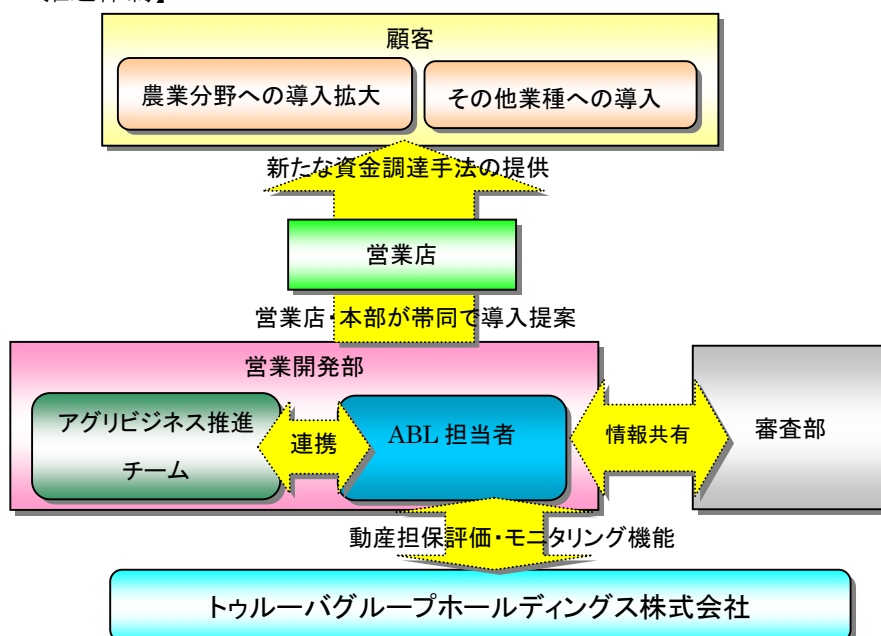 顧客
農業分野への導入拡大
その他業種への導入
新たな資金調達手法の提供
営業店
営業店・本部が帯同で導入提案
営業開発部
アグリビジネス推進
チーム
連携
ABL 担当者
情報共有
審査部
動産担保評価・モニタリング機能
トゥルーバグループホールディングス株式会社